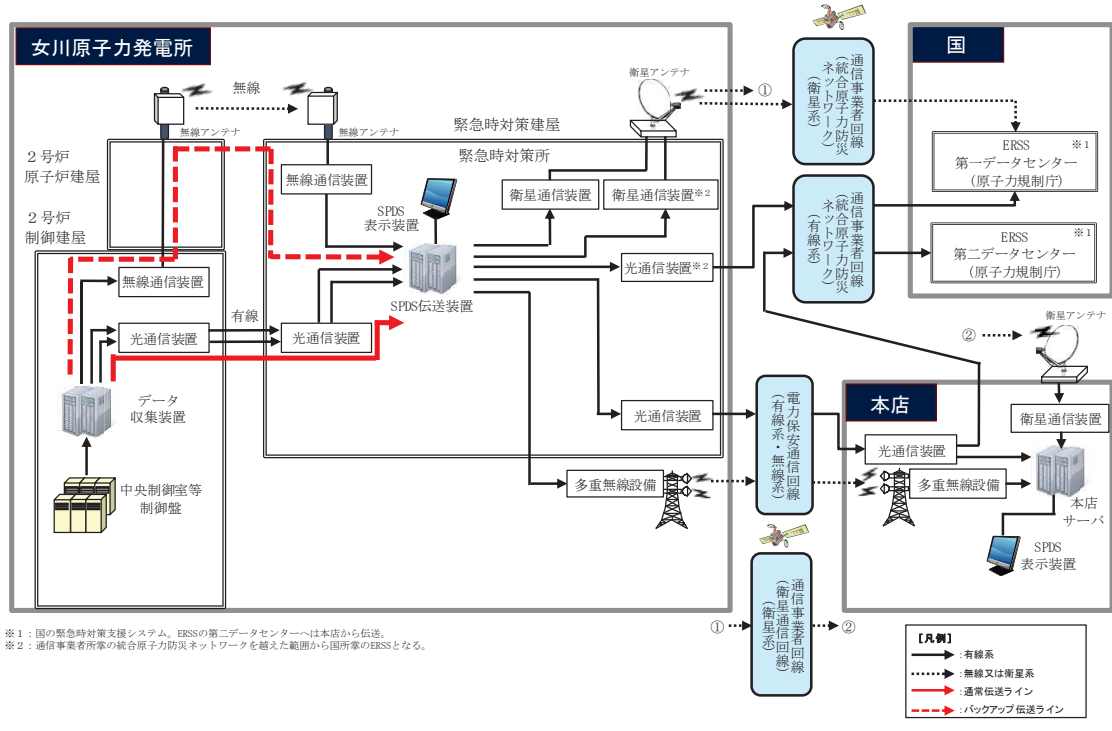 女川原子力発電所
無線
無線アンテナ
無線アンテナ
衛星アンテナ
①
通信事業者回線
(統合原子力防災
ネットワーク)
(衛星系)
国
ERSS ※1
第一データセンター
(原子力規制庁)
ERSS ※1
第二データセンター
(原子力規制庁)
通信事業者回線
(統合原子力防災
ネットワーク)
(有線系)
緊急時対策建屋
緊急時対策所
2号炉
原子炉建屋
2号炉
制御建屋
無線通信装置
衛星通信装置
衛星通信装置※2
SPDS
表示装置
光通信装置※2
SPDS伝送装置
無線通信装置
有線
光通信装置
光通信装置
データ
収集装置
中央制御室等
制御盤
光通信装置
多重無線設備
電力保安通信回線
(有線系・無線系)
②
衛星アンテナ
本店
衛星通信装置
光通信装置
多重無線設備
本店
サーバ
SPDS
表示装置
①
通信事業者回線
(衛星通信回線)
(衛星系)
②
※1:国の緊急時対策支援システム。ERSSの第二データセンターへは本店から伝送。
※2:通信事業者所掌の統合原子力防災ネットワークを越えた範囲から国所掌のERSSとなる。
【凡例】
:有線系
:無線又は衛星系
:通常伝送ライン
:バックアップ伝送ライン